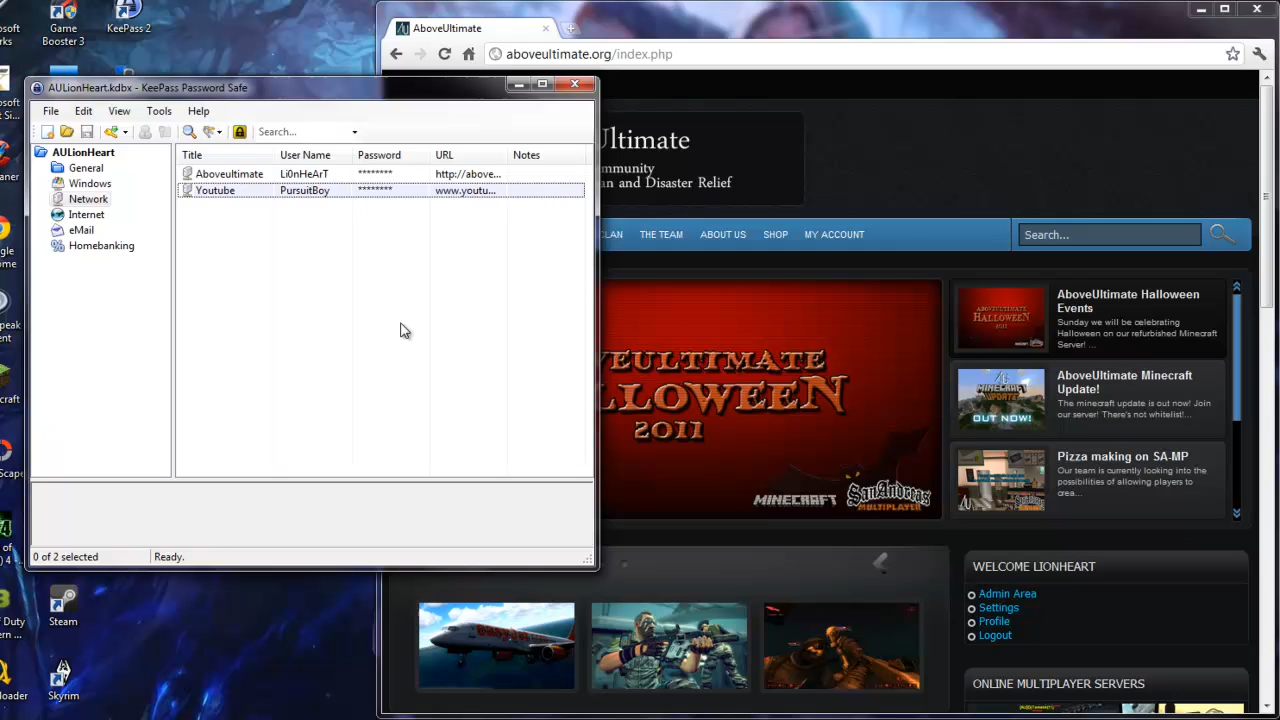 Game
Booster 3
KeePass 2
AboveUltimate
aboveultimate.org/index.php
AULionHeart.kdbx - KeePass Password Safe
File Edit View Tools Help
Search...
AULionHeart
General
Windows
Network
Internet
eMail
Homebanking
Title User Name Password URL Notes
Aboveultimate Li0nHeArT ******** http://above...
Youtube PursuitBoy ******** www.youtu...
0 of 2 selected Ready.
Ultimate
ommunity
an and Disaster Relief
CLAN THE TEAM ABOUT US SHOP MY ACCOUNT
Search...
VEULTIMATE
LLOWEEN
2011
MINECRAFT
SanAndreas
MULTIPLAYER
ABOVEULTIMATE
HALLOWEEN
2011
AboveUltimate Halloween
Events
Sunday we will be celebrating
Halloween on our refurbished Minecraft
Server! ...
MINECRAFT
UPDATE
OUT NOW!
AboveUltimate Minecraft
Update!
The minecraft update is out now! Join
our server! There's not whitelist!...
Pizza making on SA-MP
Our team is currently looking into the
possibilities of allowing players to
crea...
WELCOME LIONHEART
Admin Area
Settings
Profile
Logout
ONLINE MULTIPLAYER SERVERS
Steam
Skyrim